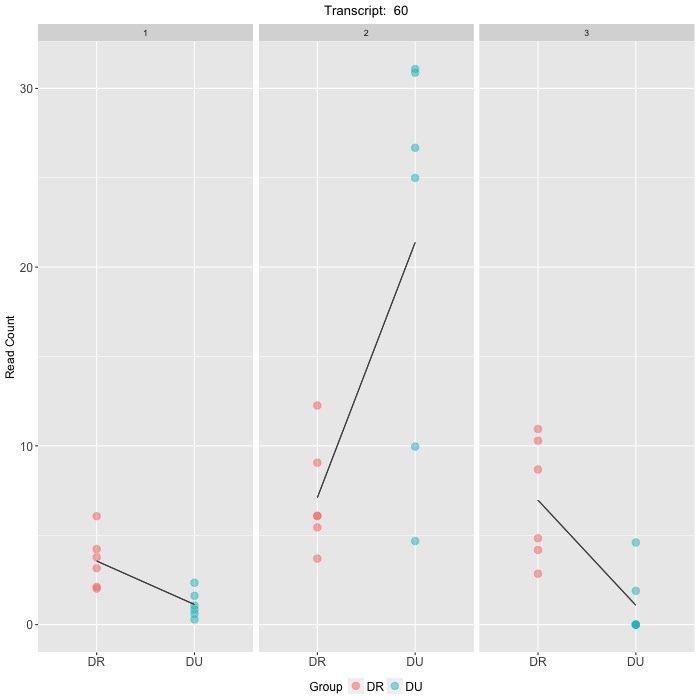 Transcript:  60
1 2 3
30
20
10
0
Read Count
DR DU DR DU DR DU
Group DR DU